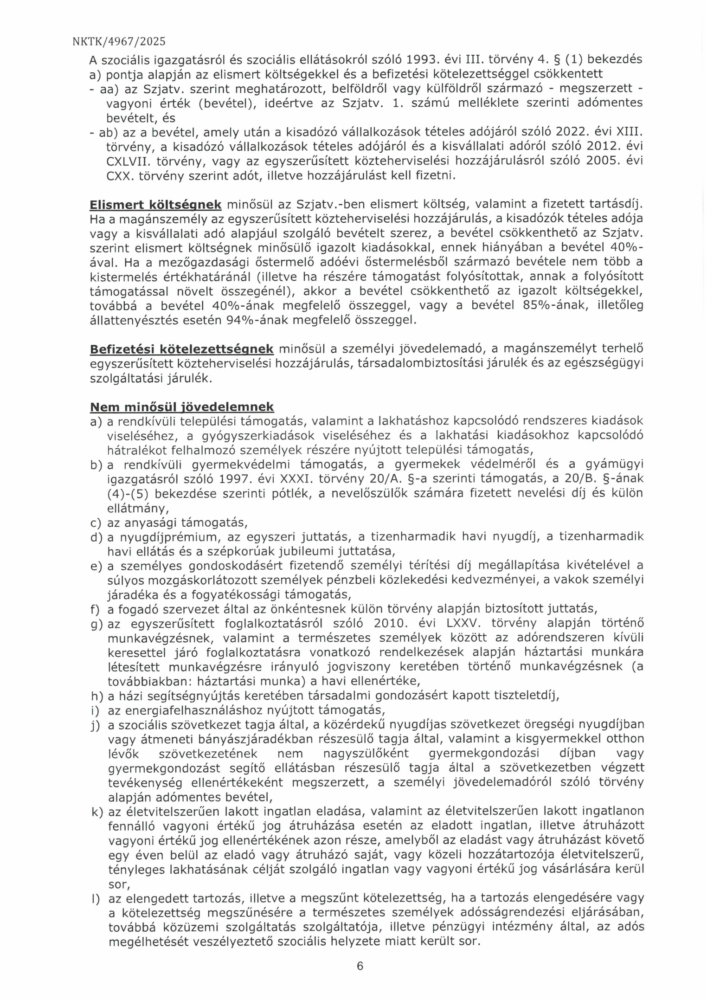 NKTK/4967/2025
A szociális igazgatásról és szociális ellátásokról szóló 1993. évi III. törvény 4. § (1) bekezdés
a) pontja alapján az elismert költségekkel és a befizetési kötelezettséggel csökkentett
- aa) az Szjatv. szerint meghatározott, belföldről vagy külföldről származó - megszerzett -
vagyoni érték (bevétel), ideértve az Szjatv. 1. számú melléklete szerinti adómentes
bevételt, és
- ab) az a bevétel, amely után a kisadózó vállalkozások tételes adójáról szóló 2022. évi XIII.
törvény, a kisadózó vállalkozások tételes adójáról és a kisvállalati adóról szóló 2012. évi
CXLVII. törvény, vagy az egyszerűsített közteherviselési hozzájárulásról szóló 2005. évi
CXX. törvény szerint adót, illetve hozzájárulást kell fizetni.
Elismert költségnek minősül az Szjatv.-ben elismert költség, valamint a fizetett tartásdíj.
Ha a magánszemély az egyszerűsített közteherviselési hozzájárulás, a kisadózók tételes adója
vagy a kisvállalati adó alapjául szolgáló bevételt szerez, a bevétel csökkenthető az Szjatv.
szerint elismert költségnek minősülő igazolt kiadásokkal, ennek hiányában a bevétel 40%-
ával. Ha a mezőgazdasági őstermelő adóévi őstermelésből származó bevétele nem több a
kistermelés értékhatáránál (illetve ha részére támogatást folyósítottak, annak a folyósított
támogatással növelt összegénél), akkor a bevétel csökkenthető az igazolt költségekkel,
továbbá a bevétel 40%-ának megfelelő összeggel, vagy a bevétel 85%-ának, illetőleg
állattenyésztés esetén 94%-ának megfelelő összeggel.
Befizetési kötelezettségnek minősül a személyi jövedelemadó, a magánszemélyt terhelő
egyszerűsített közteherviselési hozzájárulás, társadalombiztosítási járulék és az egészségügyi
szolgáltatási járulék.
Nem minősül jövedelemnek
a) a rendkívüli települési támogatás, valamint a lakhatáshoz kapcsolódó rendszeres kiadások
viseléséhez, a gyógyszerkiadások viseléséhez és a lakhatási kiadásokhoz kapcsolódó
hátralékot felhalmozó személyek részére nyújtott települési támogatás,
b) a rendkívüli gyermekvédelmi támogatás, a gyermekek védelméről és a gyámügyi
igazgatásról szóló 1997. évi XXXI. törvény 20/A. §-a szerinti támogatás, a 20/B. §-ának
(4)-(5) bekezdése szerinti pótlék, a nevelőszülők számára fizetett nevelési díj és külön
ellátmány,
c) az anyasági támogatás,
d) a nyugdíjprémium, az egyszeri juttatás, a tizenharmadik havi nyugdíj, a tizenharmadik
havi ellátás és a szépkorúak jubileumi juttatása,
e) a személyes gondoskodásért fizetendő személyi térítési díj megállapítása kivételével a
súlyos mozgáskorlátozott személyek pénzbeli közlekedési kedvezményei, a vakok személyi
járadéka és a fogyatékossági támogatás,
f) a fogadó szervezet által az önkéntesnek külön törvény alapján biztosított juttatás,
g) az egyszerűsített foglalkoztatásról szóló 2010. évi LXXV. törvény alapján történő
munkavégzésnek, valamint a természetes személyek között az adórendszeren kívüli
keresettel járó foglalkoztatásra vonatkozó rendelkezések alapján háztartási munkára
létesített munkavégzésre irányuló jogviszony keretében történő munkavégzésnek (a
továbbiakban: háztartási munka) a havi ellenértéke,
h) a házi segítségnyújtás keretében társadalmi gondozásért kapott tiszteletdíj,
i) az energiafelhasználáshoz nyújtott támogatás,
j) a szociális szövetkezet tagja által, a közérdekű nyugdíjas szövetkezet öregségi nyugdíjban
vagy átmeneti bányászjáradékban részesülő tagja által, valamint a kisgyermekkel otthon
lévők szövetkezetének nem nagyszülőként gyermekgondozási díjban vagy
gyermekgondozást segítő ellátásban részesülő tagja által a szövetkezetben végzett
tevékenység ellenértékeként megszerzett, a személyi jövedelemadóról szóló törvény
alapján adómentes bevétel,
k) az életvitelszerűen lakott ingatlan eladása, valamint az életvitelszerűen lakott ingatlanon
fennálló vagyoni értékű jog átruházása esetén az eladott ingatlan, illetve átruházott
vagyoni értékű jog ellenértékének azon része, amelyből az eladást vagy átruházást követő
egy éven belül az eladó vagy átruházó saját, vagy közeli hozzátartozója életvitelszerű,
tényleges lakhatásának célját szolgáló ingatlan vagy vagyoni értékű jog vásárlására kerül
sor,
l) az elengedett tartozás, illetve a megszűnt kötelezettség, ha a tartozás elengedésére vagy
a kötelezettség megszűnésére a természetes személyek adósságrendezési eljárásában,
továbbá közüzemi szolgáltatás szolgáltatója, illetve pénzügyi intézmény által, az adós
megélhetését veszélyeztető szociális helyzete miatt került sor.
6